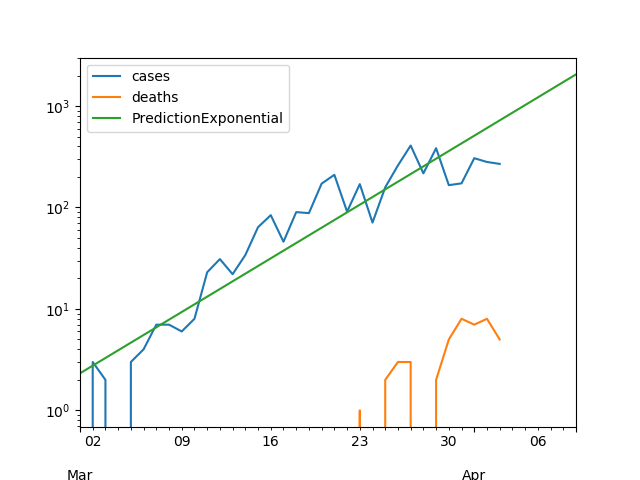 cases
deaths
PredictionExponential
10³
10²
10¹
10⁰
02 09 16 23 30 06
Mar Apr